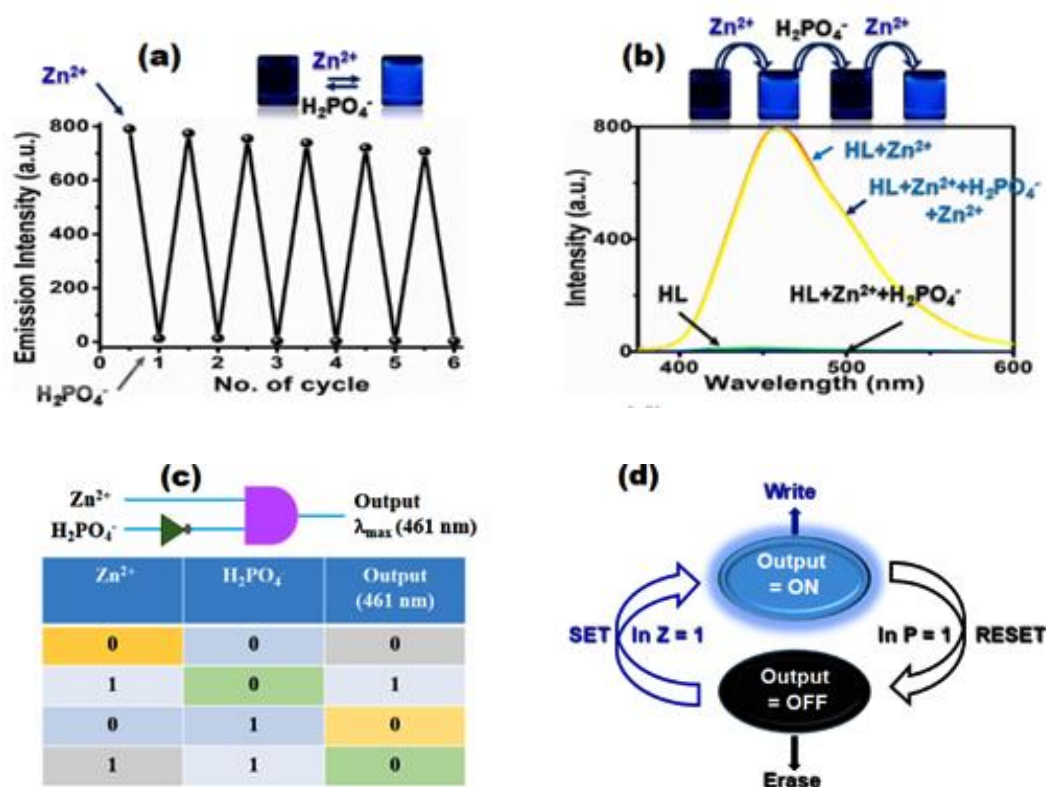 (a)
Zn²⁺
Zn²⁺
H₂PO₄⁻
Emission Intensity (a.u.)
800
600
400
200
0
0 1 2 3 4 5 6
No. of cycle
H₂PO₄⁻
(b)
Zn²⁺ H₂PO₄⁻ Zn²⁺
Intensity (a.u.)
800
400
0
HL+Zn²⁺
HL+Zn²⁺+H₂PO₄⁻
+Zn²⁺
HL
HL+Zn²⁺+H₂PO₄⁻
400 500 600
Wavelength (nm)
(c)
Zn²⁺
H₂PO₄⁻
Output
λmax (461 nm)
Zn²⁺ H₂PO₄⁻ Output
(461 nm)
0 0 0
1 0 1
0 1 0
1 1 0
(d)
Write
Output
= ON
SET In Z = 1 In P = 1 RESET
Output
= OFF
Erase